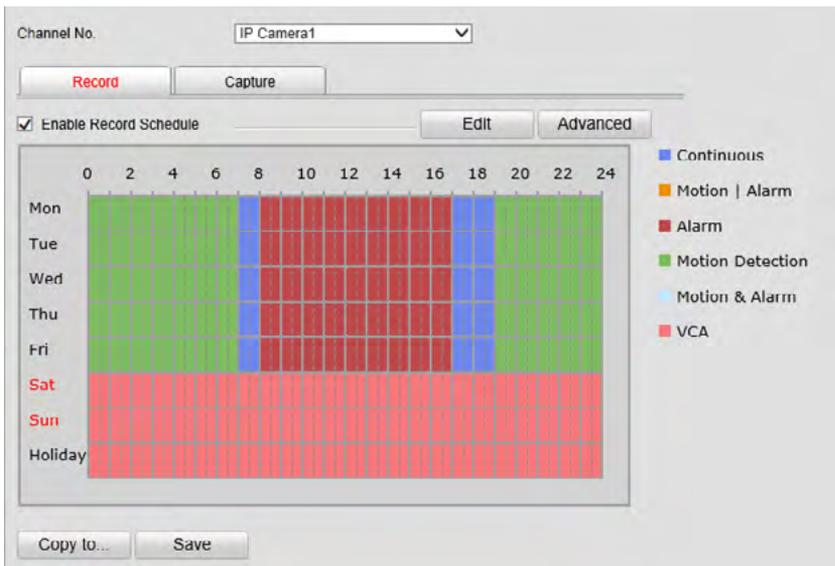 Channel No. IP Camera1
Record Capture
Enable Record Schedule Edit Advanced
0 2 4 6 8 10 12 14 16 18 20 22 24
Mon
Tue
Wed
Thu
Fri
Sat
Sun
Holiday
Continuous
Motion | Alarm
Alarm
Motion Detection
Motion & Alarm
VCA
Copy to... Save